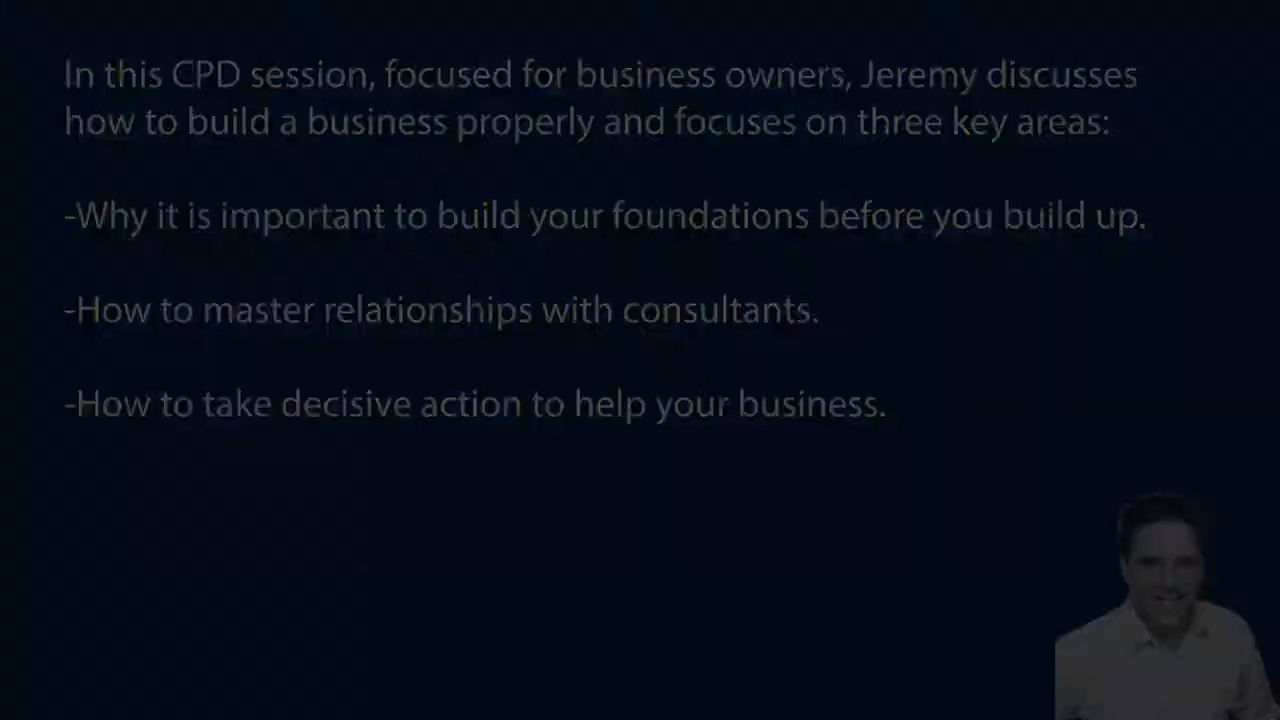 In this CPD session, focused for business owners, Jeremy discusses
how to build a business properly and focuses on three key areas:
-Why it is important to build your foundations before you build up.
-How to master relationships with consultants.
-How to take decisive action to help your business.